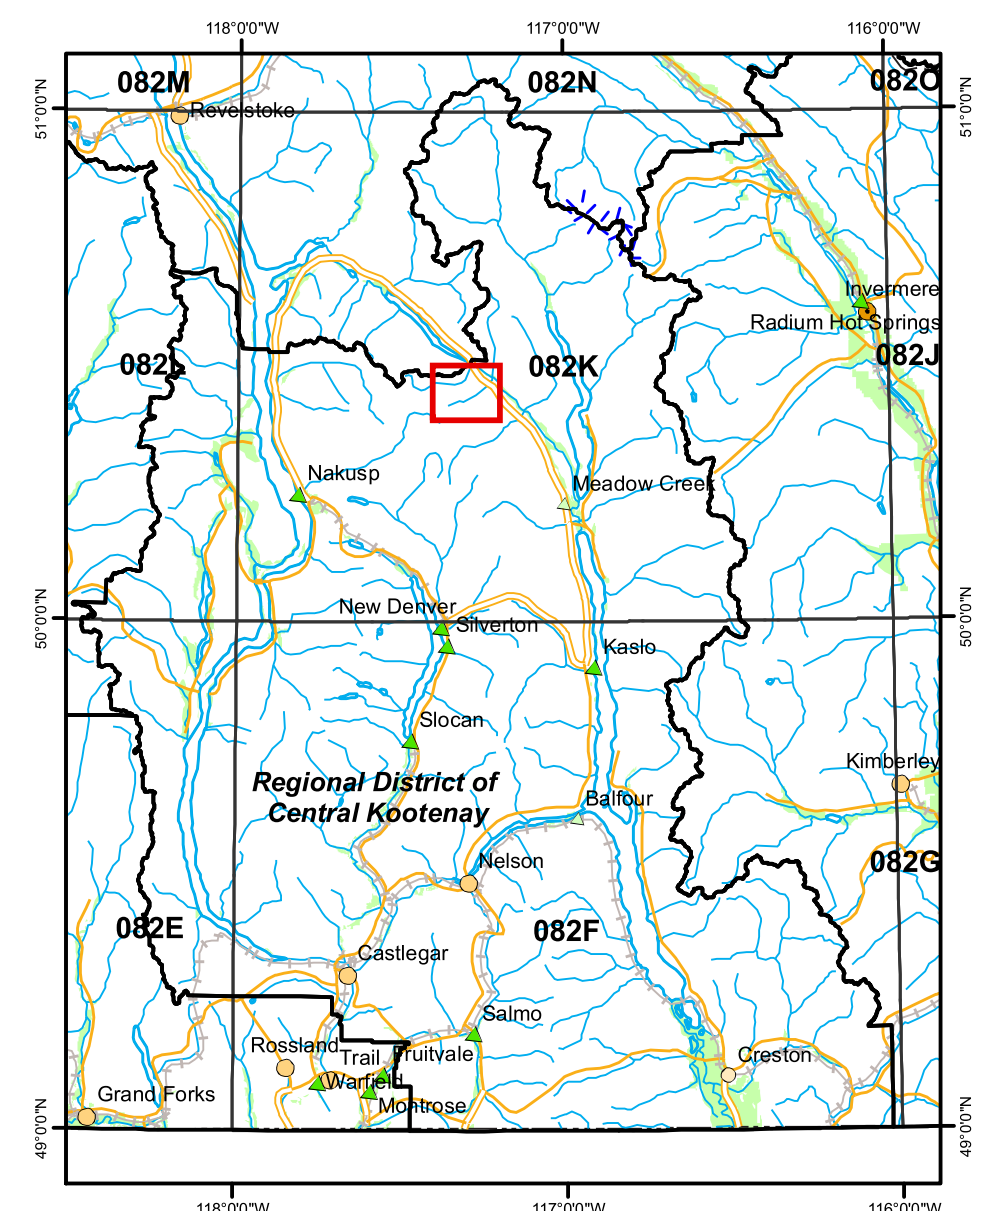 118°0'0"W
117°0'0"W
116°0'0"W
082M
082N
082O
51°0'0"N
51°0'0"N
Revelstoke
Invermere
Radium Hot Springs
082L
082K
082J
Nakusp
Meadow Creek
New Denver
Silverton
50°0'0"N
50°0'0"N
Kaslo
Slocan
Kimberley
Regional District of
Central Kootenay
Balfour
Nelson
082G
082E
082F
Castlegar
Salmo
Rossland
Trail
Fruitvale
Creston
Warfield
Grand Forks
Montrose
49°0'0"N
49°0'0"N
118°0'0"W
117°0'0"W
116°0'0"W